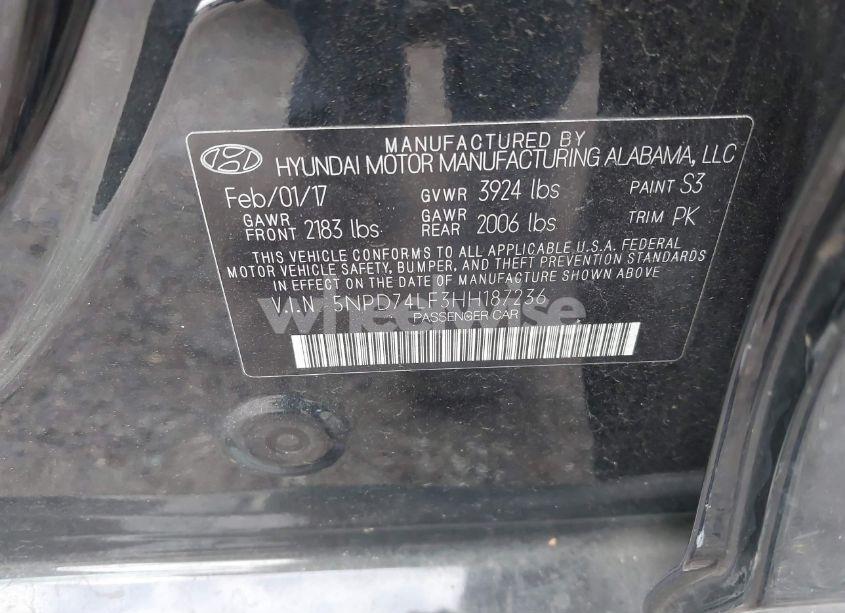 MANUFACTURED BY
HYUNDAI MOTOR MANUFACTURING ALABAMA, LLC
Feb/01/17 GVWR 3924 lbs PAINT S3
GAWR FRONT 2183 lbs GAWR REAR 2006 lbs TRIM PK
THIS VEHICLE CONFORMS TO ALL APPLICABLE U.S.A. FEDERAL
MOTOR VEHICLE SAFETY, BUMPER, AND THEFT PREVENTION STANDARDS
IN EFFECT ON THE DATE OF MANUFACTURE SHOWN ABOVE
V.I.N 5NPD74LF3HH187236
wheelwise
PASSENGER CAR